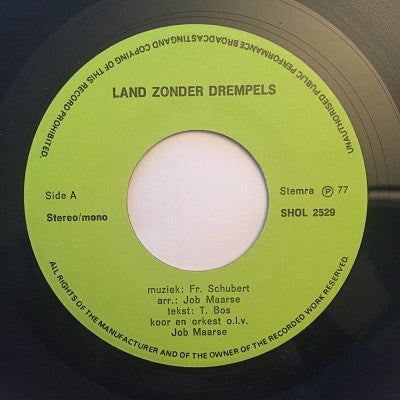 UNAUTHORISED PUBLIC PERFORMANCE BROADCASTING AND COPYING OF THIS RECORD PROHIBITED.
LAND ZONDER DREMPELS
Side A
Stereo/mono
Stemra Ⓟ 77
SHOL 2529
muziek: Fr. Schubert
arr.: Job Maarse
tekst: T. Bos
koor en orkest o.l.v.
Job Maarse
ALL RIGHTS OF THE MANUFACTURER AND OF THE OWNER OF THE RECORDED WORK RESERVED.